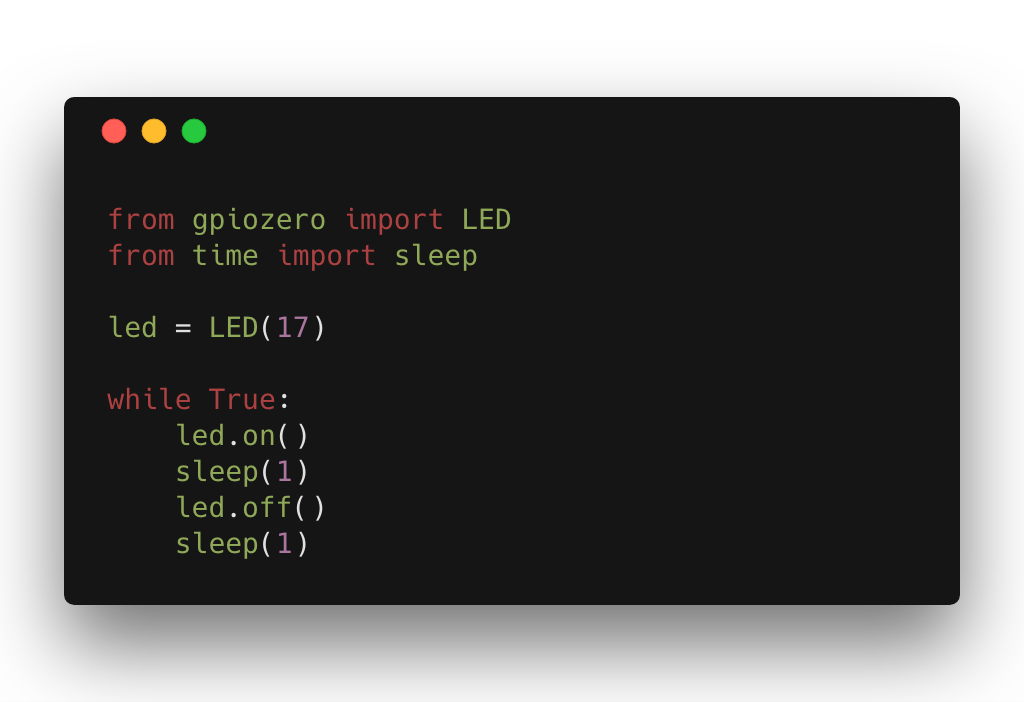 from gpiozero import LED
from time import sleep

led = LED(17)

while True:
    led.on()
    sleep(1)
    led.off()
    sleep(1)